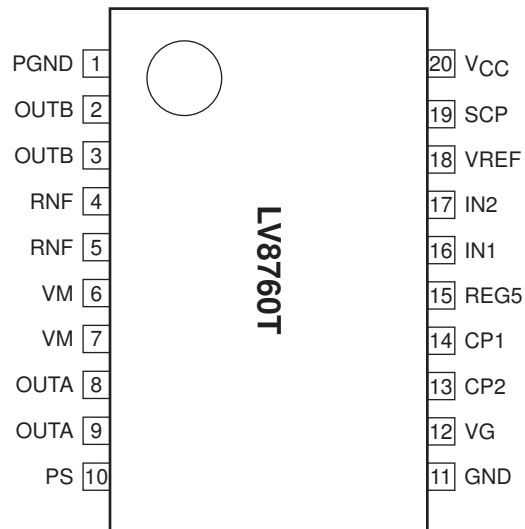 PGND 1
OUTB 2
OUTB 3
RNF 4
RNF 5
VM 6
VM 7
OUTA 8
OUTA 9
PS 10
LV8760T
20 VCC
19 SCP
18 VREF
17 IN2
16 IN1
15 REG5
14 CP1
13 CP2
12 VG
11 GND